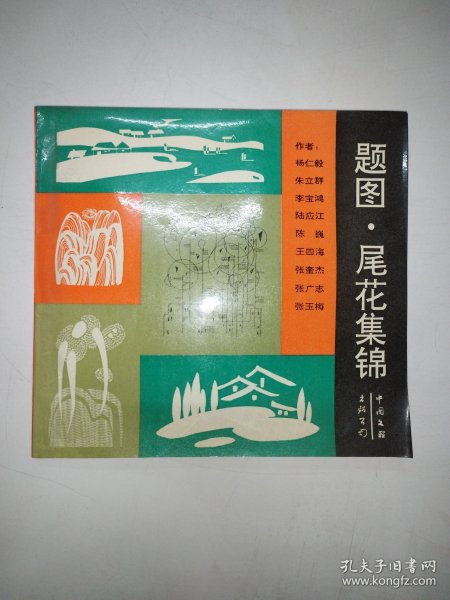 题图·尾花集锦
作者：
杨仁毅
朱立群
李宝鸿
陆应江
陈巍
王四海
张奎杰
张广志
张玉梅
中国文联
出版公司
孔夫子旧书网
www.kongfz.com